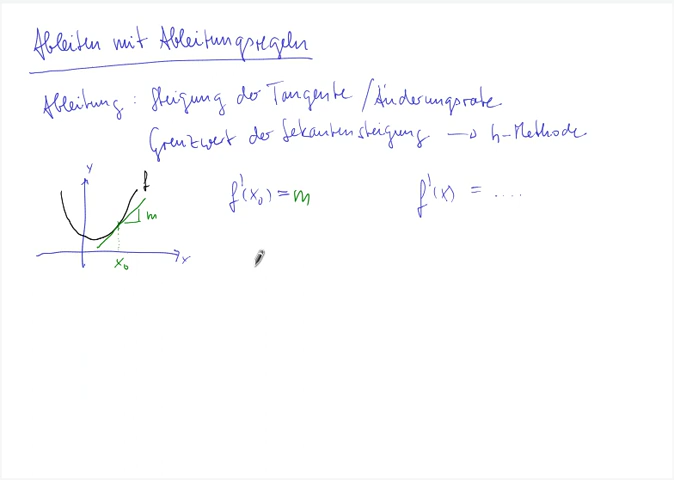 Ableiten mit Ableitungsregeln
Ableitung: Steigung der Tangente / Änderungsrate
Grenzwert der Sekantensteigung → h-Methode
y
f
m
x₀
x
f'(x₀) = m
f'(x) = ....